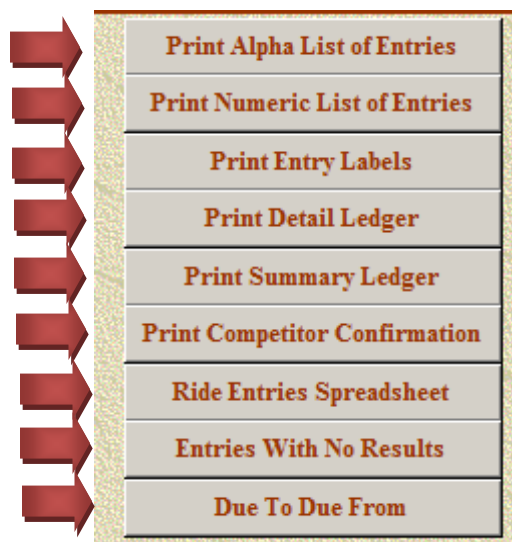 Print Alpha List of Entries
Print Numeric List of Entries
Print Entry Labels
Print Detail Ledger
Print Summary Ledger
Print Competitor Confirmation
Ride Entries Spreadsheet
Entries With No Results
Due To Due From